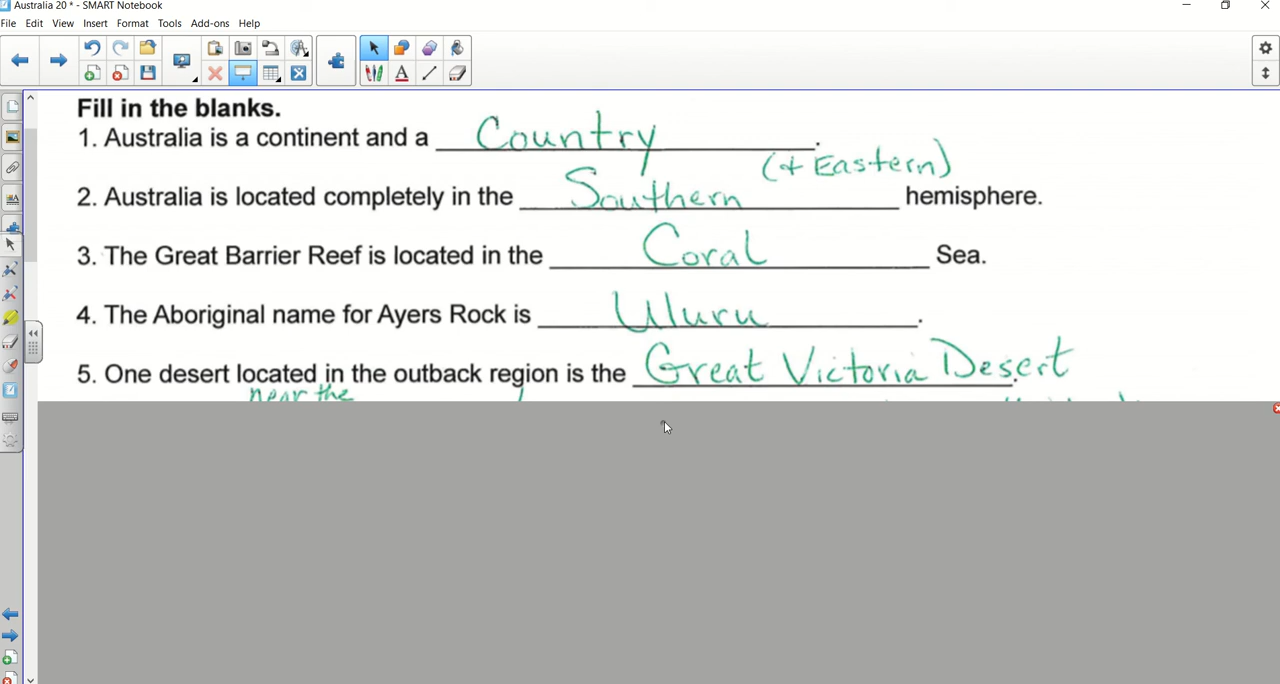 Australia 20 * - SMART Notebook
File Edit View Insert Format Tools Add-ons Help
Fill in the blanks.
1. Australia is a continent and a Country.
(+ Eastern)
2. Australia is located completely in the Southern hemisphere.
3. The Great Barrier Reef is located in the Coral Sea.
4. The Aboriginal name for Ayers Rock is Uluru.
5. One desert located in the outback region is the Great Victoria Desert.
near the